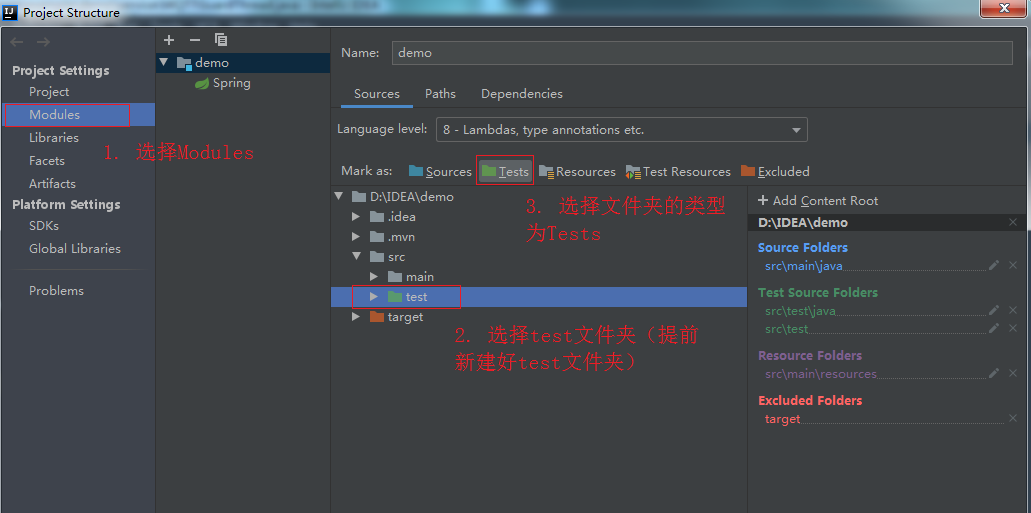 Project Structure
Project Settings
Project
Modules
Libraries
Facets
Artifacts
Platform Settings
SDKs
Global Libraries
Problems
1. 选择Modules
demo
Spring
Name: demo
Sources Paths Dependencies
Language level: 8 - Lambdas, type annotations etc.
Mark as: Sources Tests Resources Test Resources Excluded
D:\IDEA\demo
.idea
.mvn
src
main
test
target
3. 选择文件夹的类型
为Tests
2. 选择test文件夹（提前
新建好test文件夹）
Add Content Root
D:\IDEA\demo
Source Folders
src\main\java
Test Source Folders
src\test\java
src\test
Resource Folders
src\main\resources
Excluded Folders
target